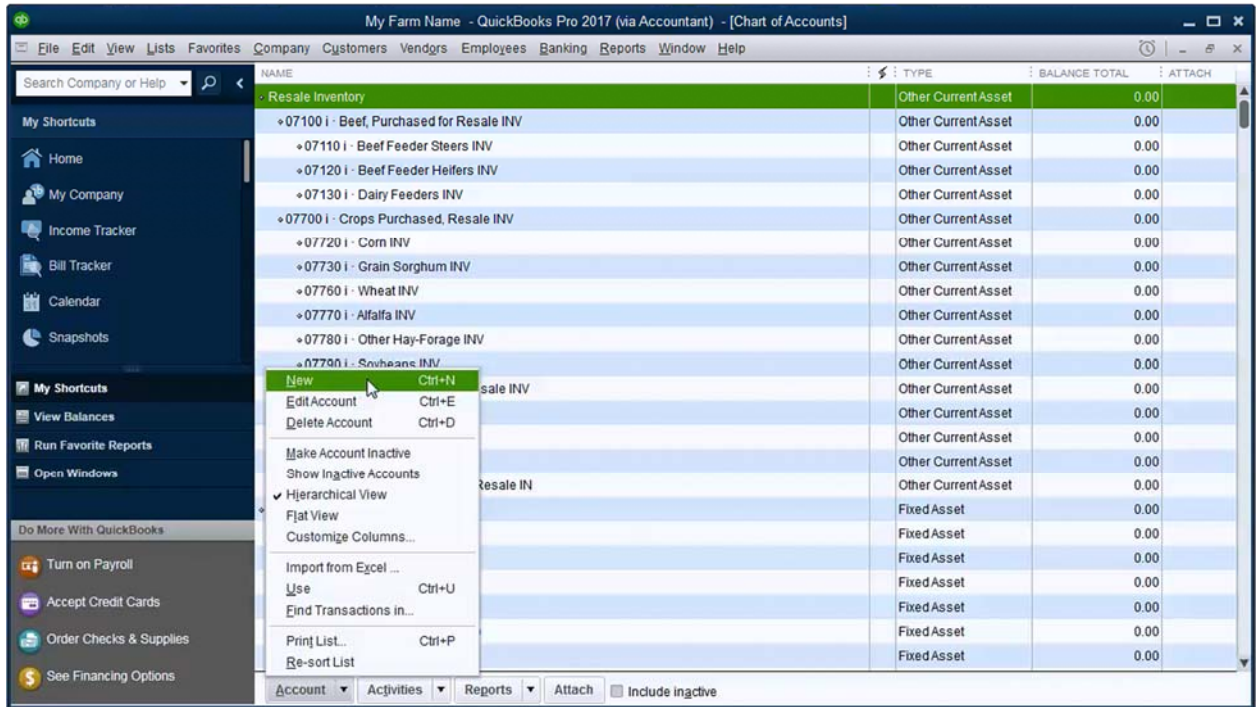 qb My Farm Name - QuickBooks Pro 2017 (via Accountant) - [Chart of Accounts]
File Edit View Lists Favorites Company Customers Vendors Employees Banking Reports Window Help
Search Company or Help
My Shortcuts
Home
My Company
Income Tracker
Bill Tracker
Calendar
Snapshots
My Shortcuts
View Balances
Run Favorite Reports
Open Windows
Do More With QuickBooks
Turn on Payroll
Accept Credit Cards
Order Checks & Supplies
$ See Financing Options
NAME TYPE BALANCE TOTAL ATTACH
Resale Inventory Other Current Asset 0.00
07100 i · Beef, Purchased for Resale INV Other Current Asset 0.00
07110 i · Beef Feeder Steers INV Other Current Asset 0.00
07120 i · Beef Feeder Heifers INV Other Current Asset 0.00
07130 i · Dairy Feeders INV Other Current Asset 0.00
07700 i · Crops Purchased, Resale INV Other Current Asset 0.00
07720 i · Corn INV Other Current Asset 0.00
07730 i · Grain Sorghum INV Other Current Asset 0.00
07760 i · Wheat INV Other Current Asset 0.00
07770 i · Alfalfa INV Other Current Asset 0.00
07780 i · Other Hay-Forage INV Other Current Asset 0.00
07790 i · Soybeans INV Other Current Asset 0.00
sale INV Other Current Asset 0.00
Other Current Asset 0.00
Other Current Asset 0.00
Other Current Asset 0.00
Resale IN Other Current Asset 0.00
Fixed Asset 0.00
Fixed Asset 0.00
Fixed Asset 0.00
Fixed Asset 0.00
Fixed Asset 0.00
Fixed Asset 0.00
Fixed Asset 0.00
New Ctrl+N
Edit Account Ctrl+E
Delete Account Ctrl+D
Make Account Inactive
Show Inactive Accounts
Hierarchical View
Flat View
Customize Columns...
Import from Excel ...
Use Ctrl+U
Find Transactions in...
Print List... Ctrl+P
Re-sort List
Account Activities Reports Attach Include inactive